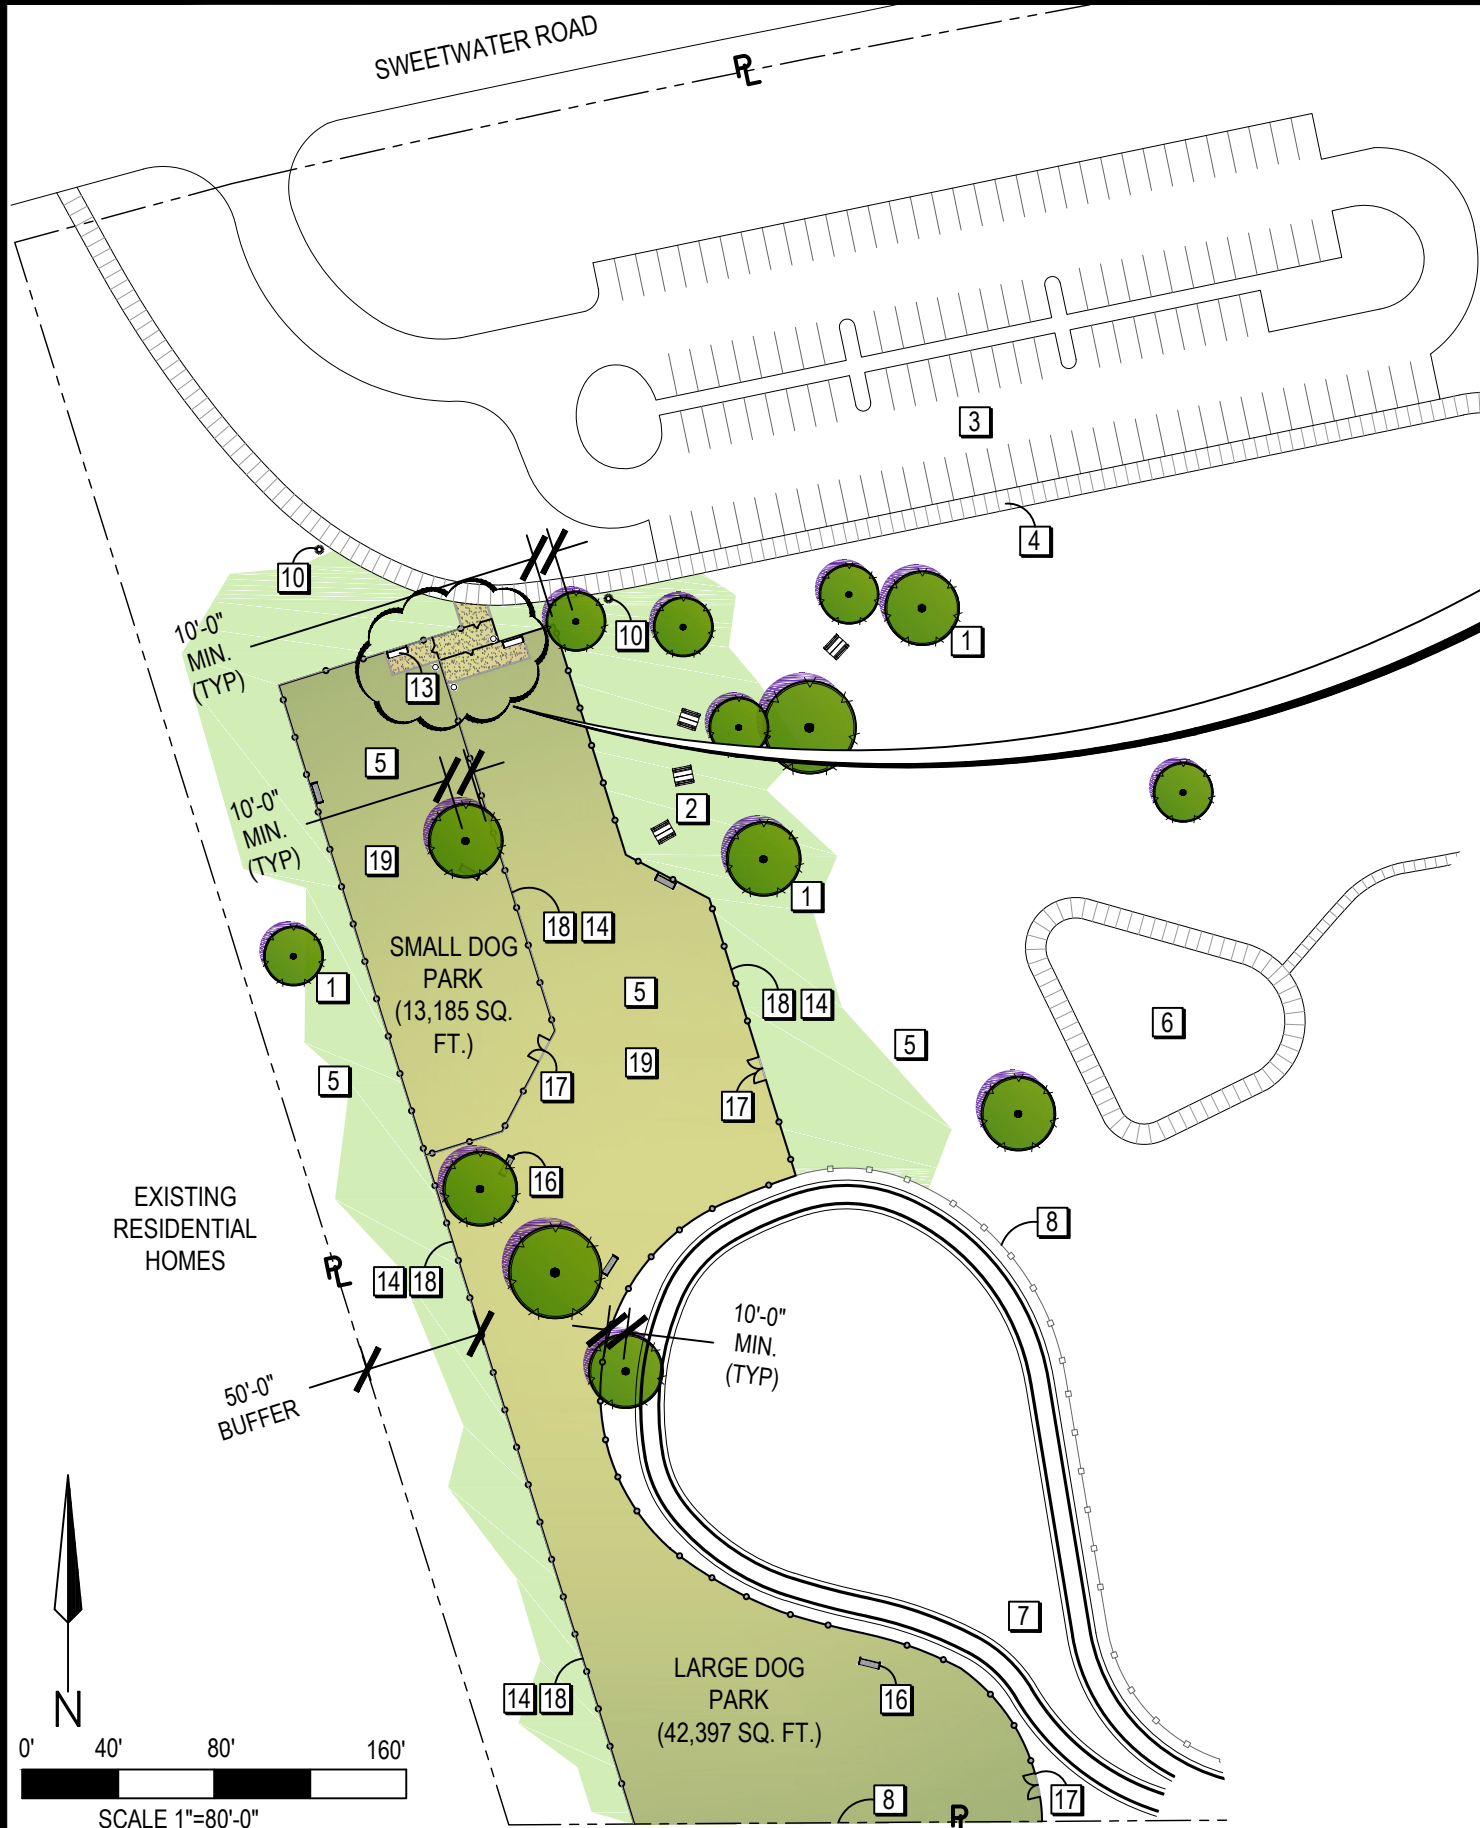 SWEETWATER ROAD
PL
3
4
10
10'-0"
MIN.
(TYP)
10
1
13
5
10'-0"
MIN.
(TYP)
2
19
1
18 14
SMALL DOG
PARK
(13,185 SQ.
FT.)
1
5
18 14
5
6
19
5
17
17
16
EXISTING
RESIDENTIAL
HOMES
8
PL
14 18
10'-0"
MIN.
(TYP)
50'-0"
BUFFER
7
LARGE DOG
PARK
(42,397 SQ. FT.)
14 18
16
N
0' 40' 80' 160'
SCALE 1"=80'-0"
8
17
PL